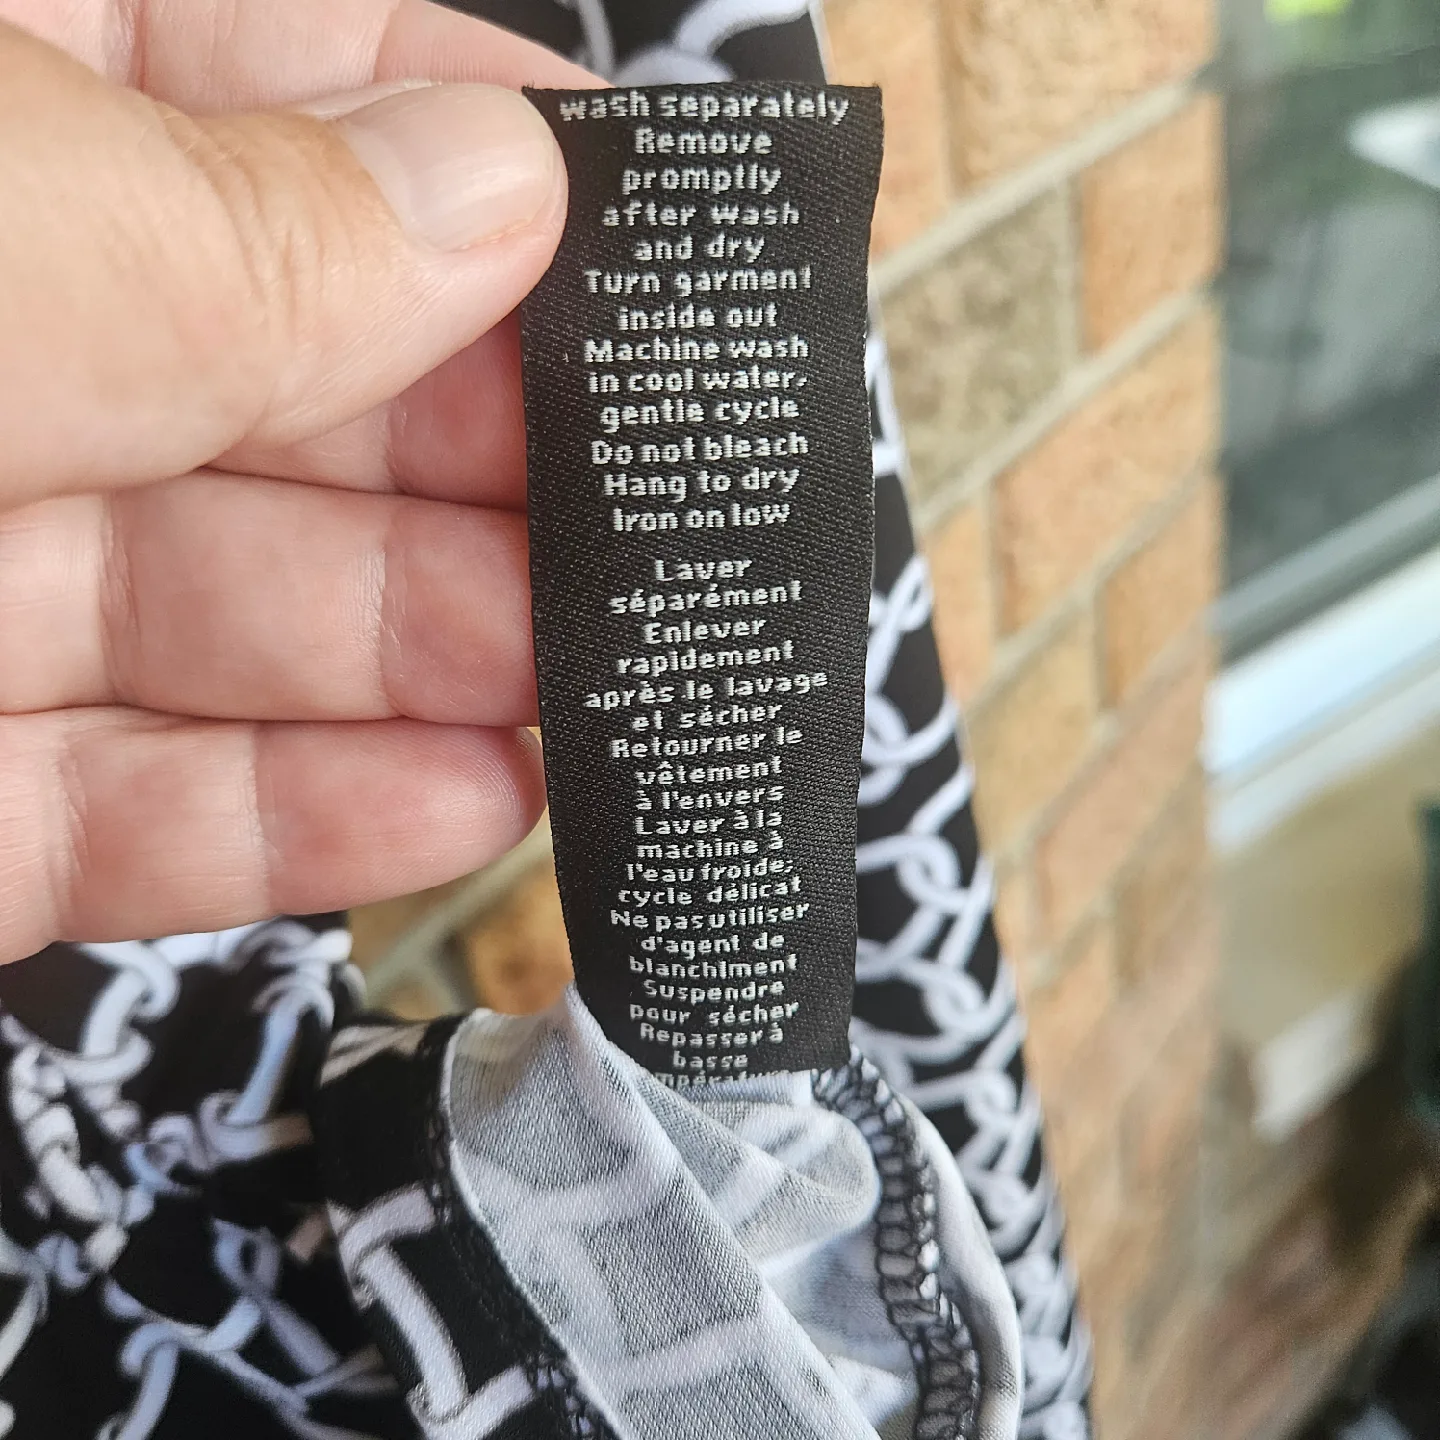 wash separately
Remove
promptly
after wash
and dry
Turn garment
inside out
Machine wash
in cool water,
gentle cycle
Do not bleach
Hang to dry
Iron on low
Laver
séparément
Enlever
rapidement
après le lavage
et sécher
Retourner le
vêtement
à l'envers
Laver à la
machine à
l'eau froide,
cycle délicat
Ne pas utiliser
d'agent de
blanchiment
Suspendre
pour sécher
Repasser à
basse